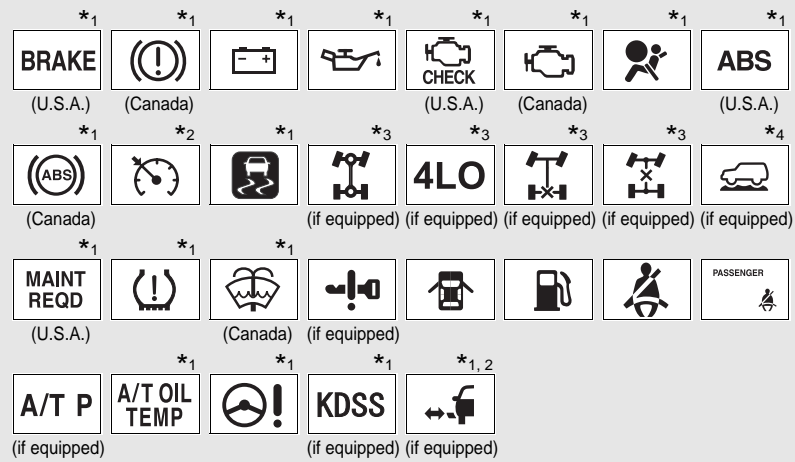 *1 *1 *1 *1 *1 *1 *1 *1
BRAKE (!) - + CHECK ABS
(U.S.A.) (Canada) (U.S.A.) (Canada) (U.S.A.)
*1 *2 *1 *3 *3 *3 *3 *4
(ABS) 4LO
(Canada) (if equipped) (if equipped) (if equipped) (if equipped) (if equipped)
*1 *1 *1
MAINT REQD (!) PASSENGER
(U.S.A.) (Canada) (if equipped)
*1 *1 *1 *1, 2
A/T P A/T OIL TEMP ! KDSS
(if equipped) (if equipped) (if equipped)